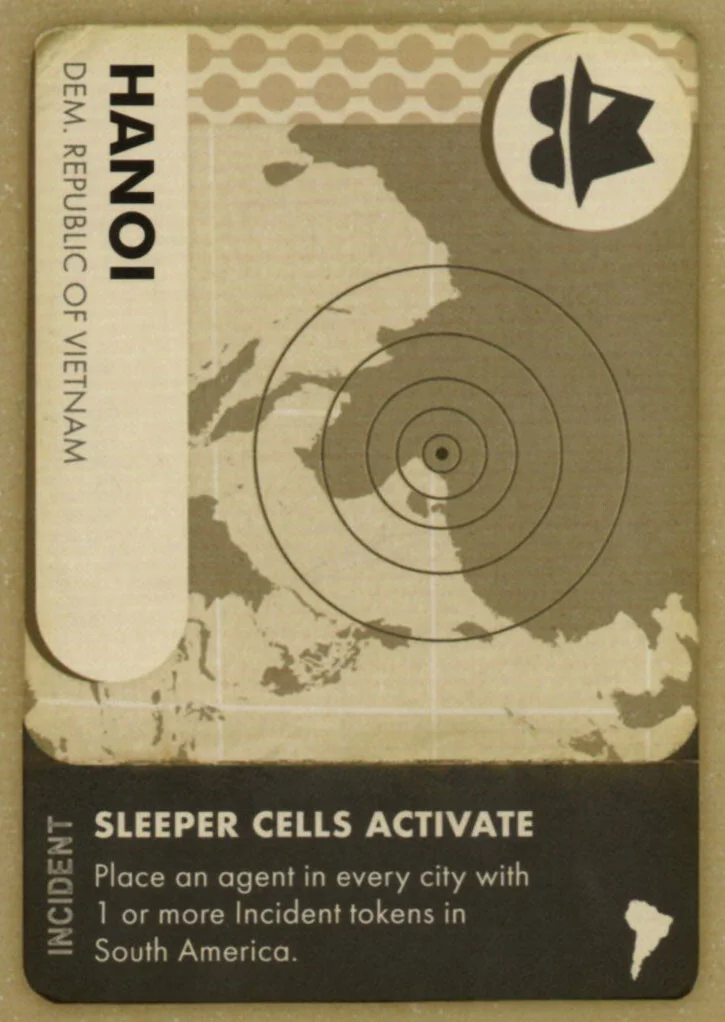 HANOI
DEM. REPUBLIC OF VIETNAM
INCIDENT
SLEEPER CELLS ACTIVATE
Place an agent in every city with
1 or more Incident tokens in
South America.